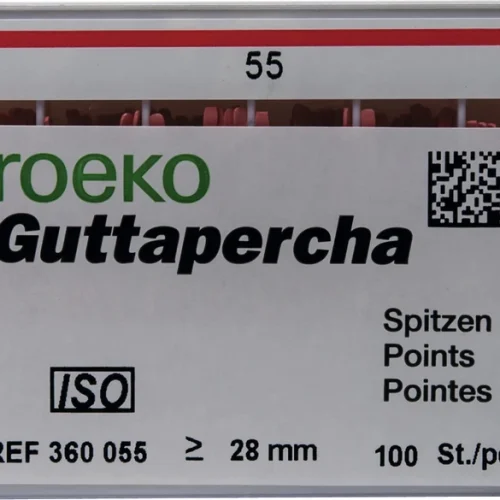 55
roeko
Guttapercha
Spitzen
Points
Pointes
ISO
REF 360 055 ≥ 28 mm 100 St./pc